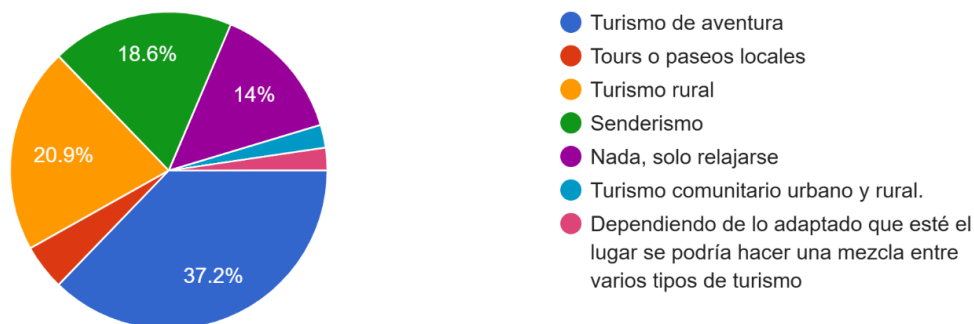 18.6%
14%
20.9%
37.2%
Turismo de aventura
Tours o paseos locales
Turismo rural
Senderismo
Nada, solo relajarse
Turismo comunitario urbano y rural.
Dependiendo de lo adaptado que esté el
lugar se podría hacer una mezcla entre
varios tipos de turismo